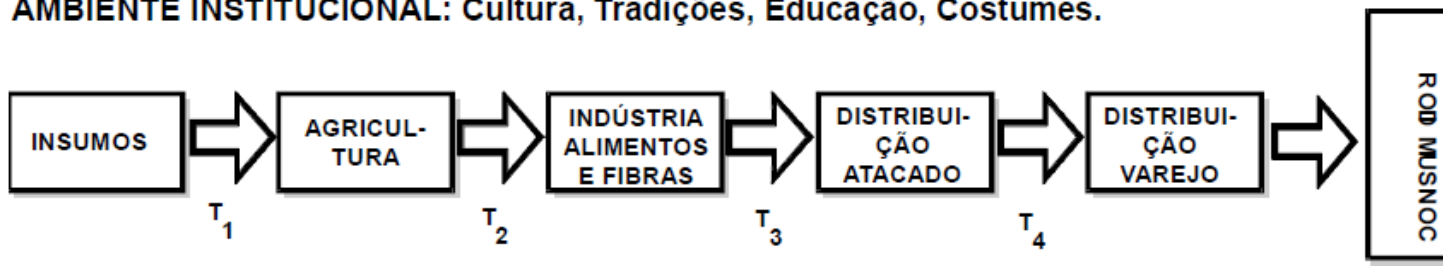 AMBIENTE INSTITUCIONAL: Cultura, Tradições, Educação, Costumes.
INSUMOS
AGRICUL-
TURA
INDÚSTRIA
ALIMENTOS
E FIBRAS
DISTRIBUI-
ÇÃO
ATACADO
DISTRIBUI-
ÇÃO
VAREJO
CONSUMIDOR
T1
T2
T3
T4